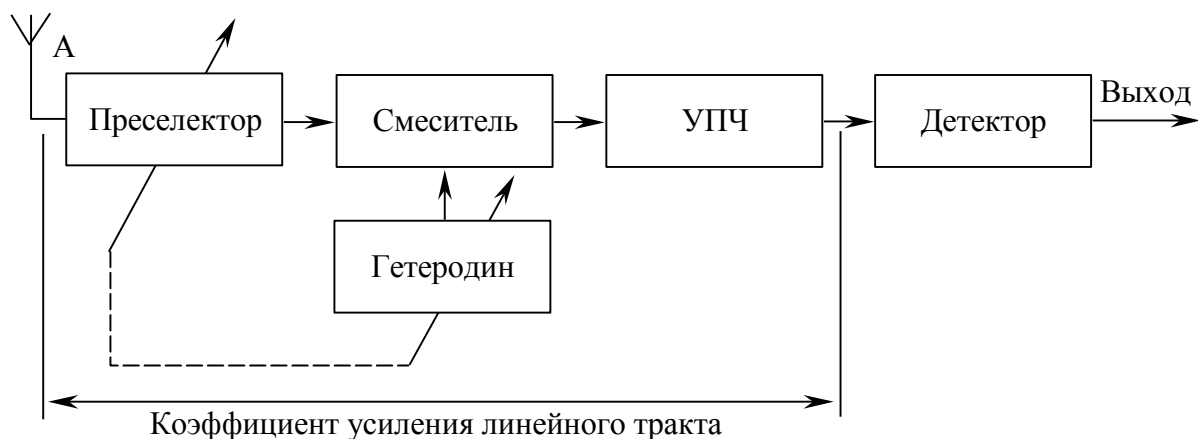 А
Преселектор
Смеситель
УПЧ
Детектор
Выход
Гетеродин
Коэффициент усиления линейного тракта